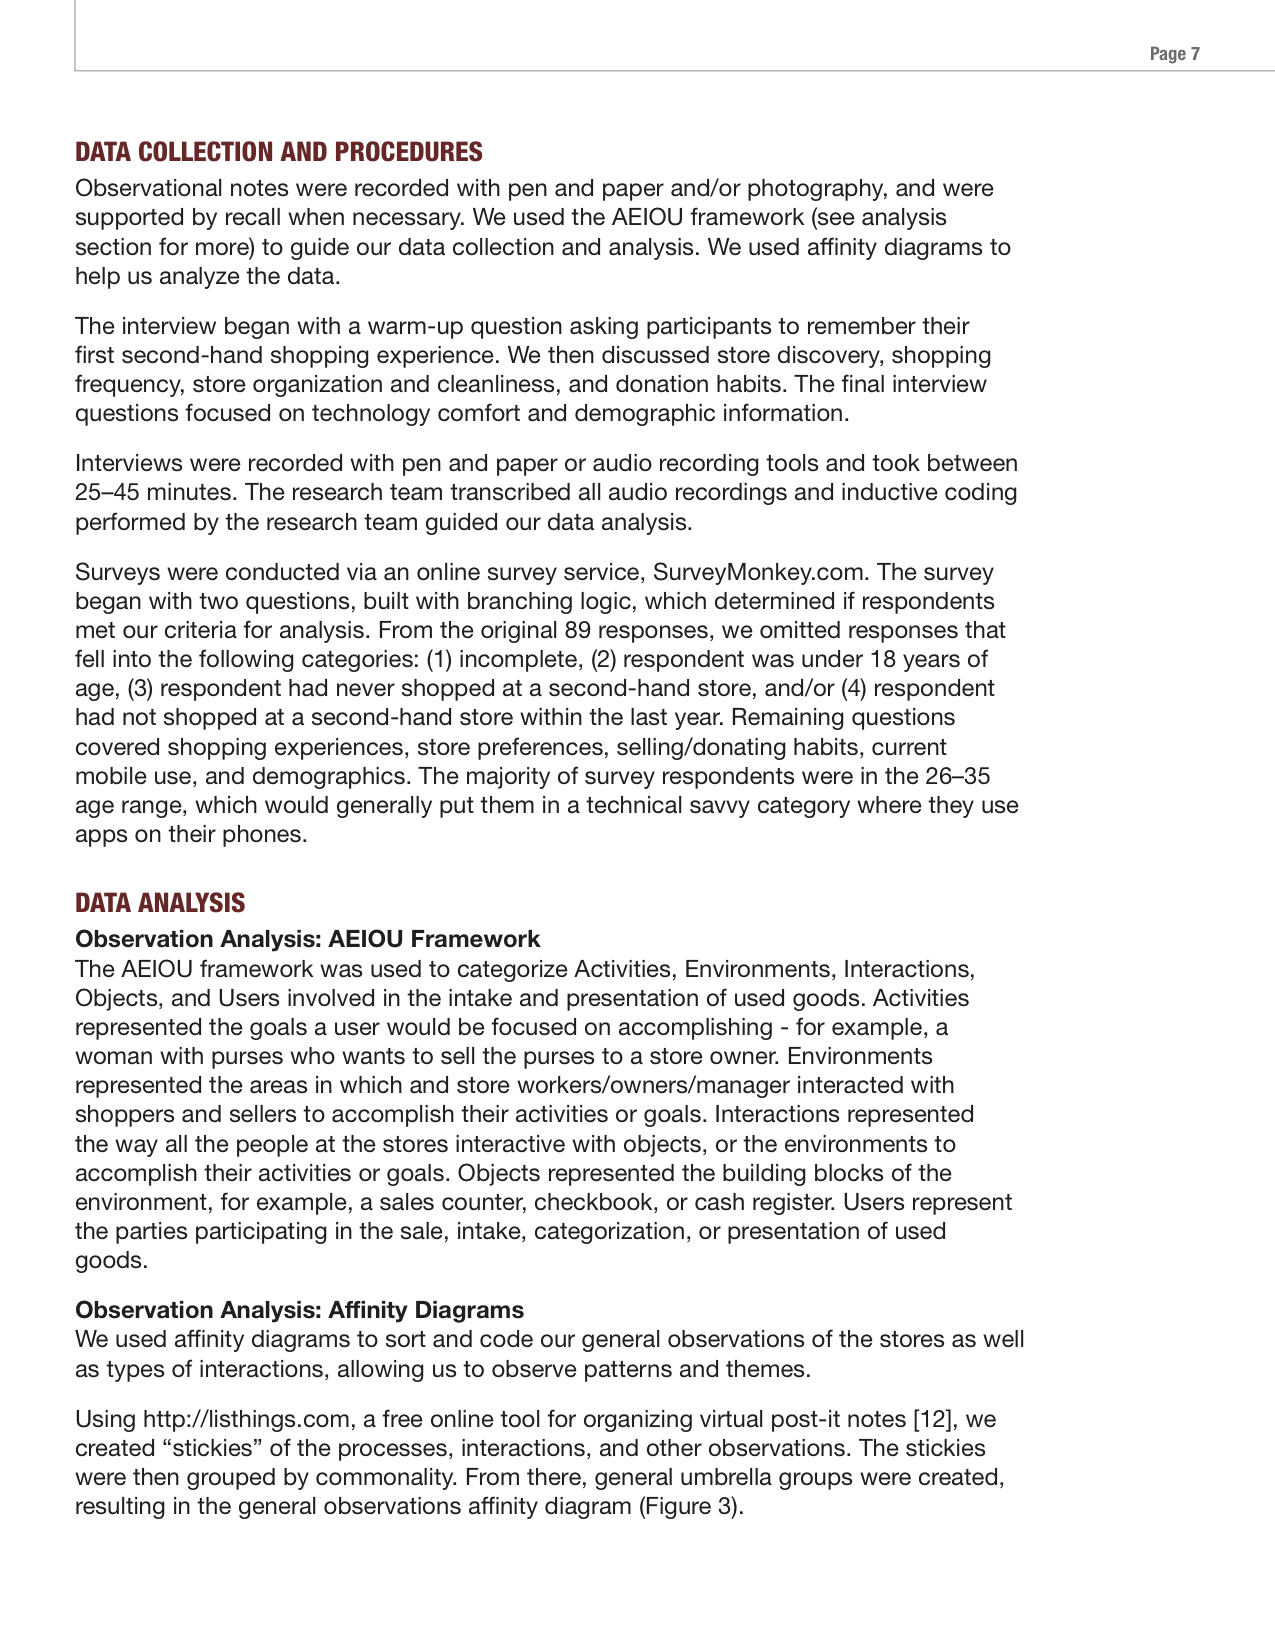 Page 7
DATA COLLECTION AND PROCEDURES
Observational notes were recorded with pen and paper and/or photography, and were
supported by recall when necessary. We used the AEIOU framework (see analysis
section for more) to guide our data collection and analysis. We used affinity diagrams to
help us analyze the data.
The interview began with a warm-up question asking participants to remember their
first second-hand shopping experience. We then discussed store discovery, shopping
frequency, store organization and cleanliness, and donation habits. The final interview
questions focused on technology comfort and demographic information.
Interviews were recorded with pen and paper or audio recording tools and took between
25–45 minutes. The research team transcribed all audio recordings and inductive coding
performed by the research team guided our data analysis.
Surveys were conducted via an online survey service, SurveyMonkey.com. The survey
began with two questions, built with branching logic, which determined if respondents
met our criteria for analysis. From the original 89 responses, we omitted responses that
fell into the following categories: (1) incomplete, (2) respondent was under 18 years of
age, (3) respondent had never shopped at a second-hand store, and/or (4) respondent
had not shopped at a second-hand store within the last year. Remaining questions
covered shopping experiences, store preferences, selling/donating habits, current
mobile use, and demographics. The majority of survey respondents were in the 26–35
age range, which would generally put them in a technical savvy category where they use
apps on their phones.
DATA ANALYSIS
Observation Analysis: AEIOU Framework
The AEIOU framework was used to categorize Activities, Environments, Interactions,
Objects, and Users involved in the intake and presentation of used goods. Activities
represented the goals a user would be focused on accomplishing - for example, a
woman with purses who wants to sell the purses to a store owner. Environments
represented the areas in which and store workers/owners/manager interacted with
shoppers and sellers to accomplish their activities or goals. Interactions represented
the way all the people at the stores interactive with objects, or the environments to
accomplish their activities or goals. Objects represented the building blocks of the
environment, for example, a sales counter, checkbook, or cash register. Users represent
the parties participating in the sale, intake, categorization, or presentation of used
goods.
Observation Analysis: Affinity Diagrams
We used affinity diagrams to sort and code our general observations of the stores as well
as types of interactions, allowing us to observe patterns and themes.
Using http://listhings.com, a free online tool for organizing virtual post-it notes [12], we
created “stickies” of the processes, interactions, and other observations. The stickies
were then grouped by commonality. From there, general umbrella groups were created,
resulting in the general observations affinity diagram (Figure 3).